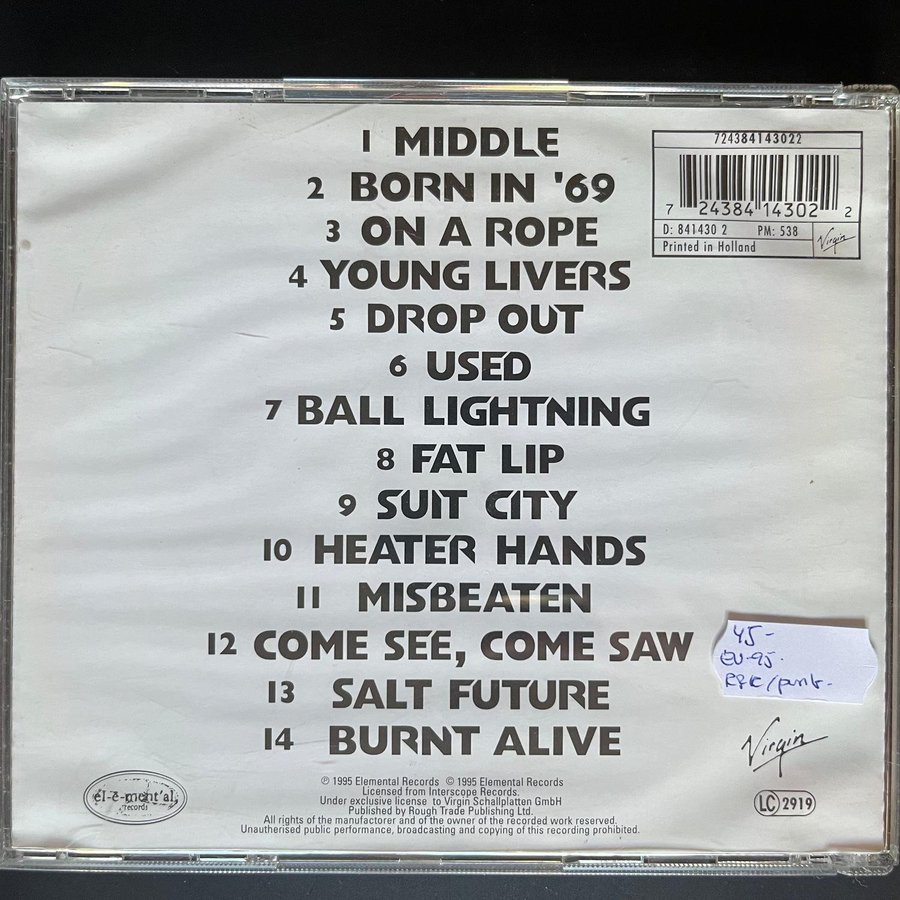 1 MIDDLE
2 BORN IN '69
3 ON A ROPE
4 YOUNG LIVERS
5 DROP OUT
6 USED
7 BALL LIGHTNING
8 FAT LIP
9 SUIT CITY
10 HEATER HANDS
11 MISBEATEN
12 COME SEE, COME SAW
13 SALT FUTURE
14 BURNT ALIVE
724384143022
7 24384 14302 2
D: 841430 2 PM: 538
Printed in Holland
Virgin
45-
EU-95.
R&R/punk-
Virgin
LC 2919
el-e-ment'al
records
℗ 1995 Elemental Records © 1995 Elemental Records
Licensed from Interscope Records.
Under exclusive license to Virgin Schallplatten GmbH
Published by Rough Trade Publishing Ltd.
All rights of the manufactor and of the owner of the recorded work reserved.
Unautherised public performance, broadcasting and copying of this recording prohibited.